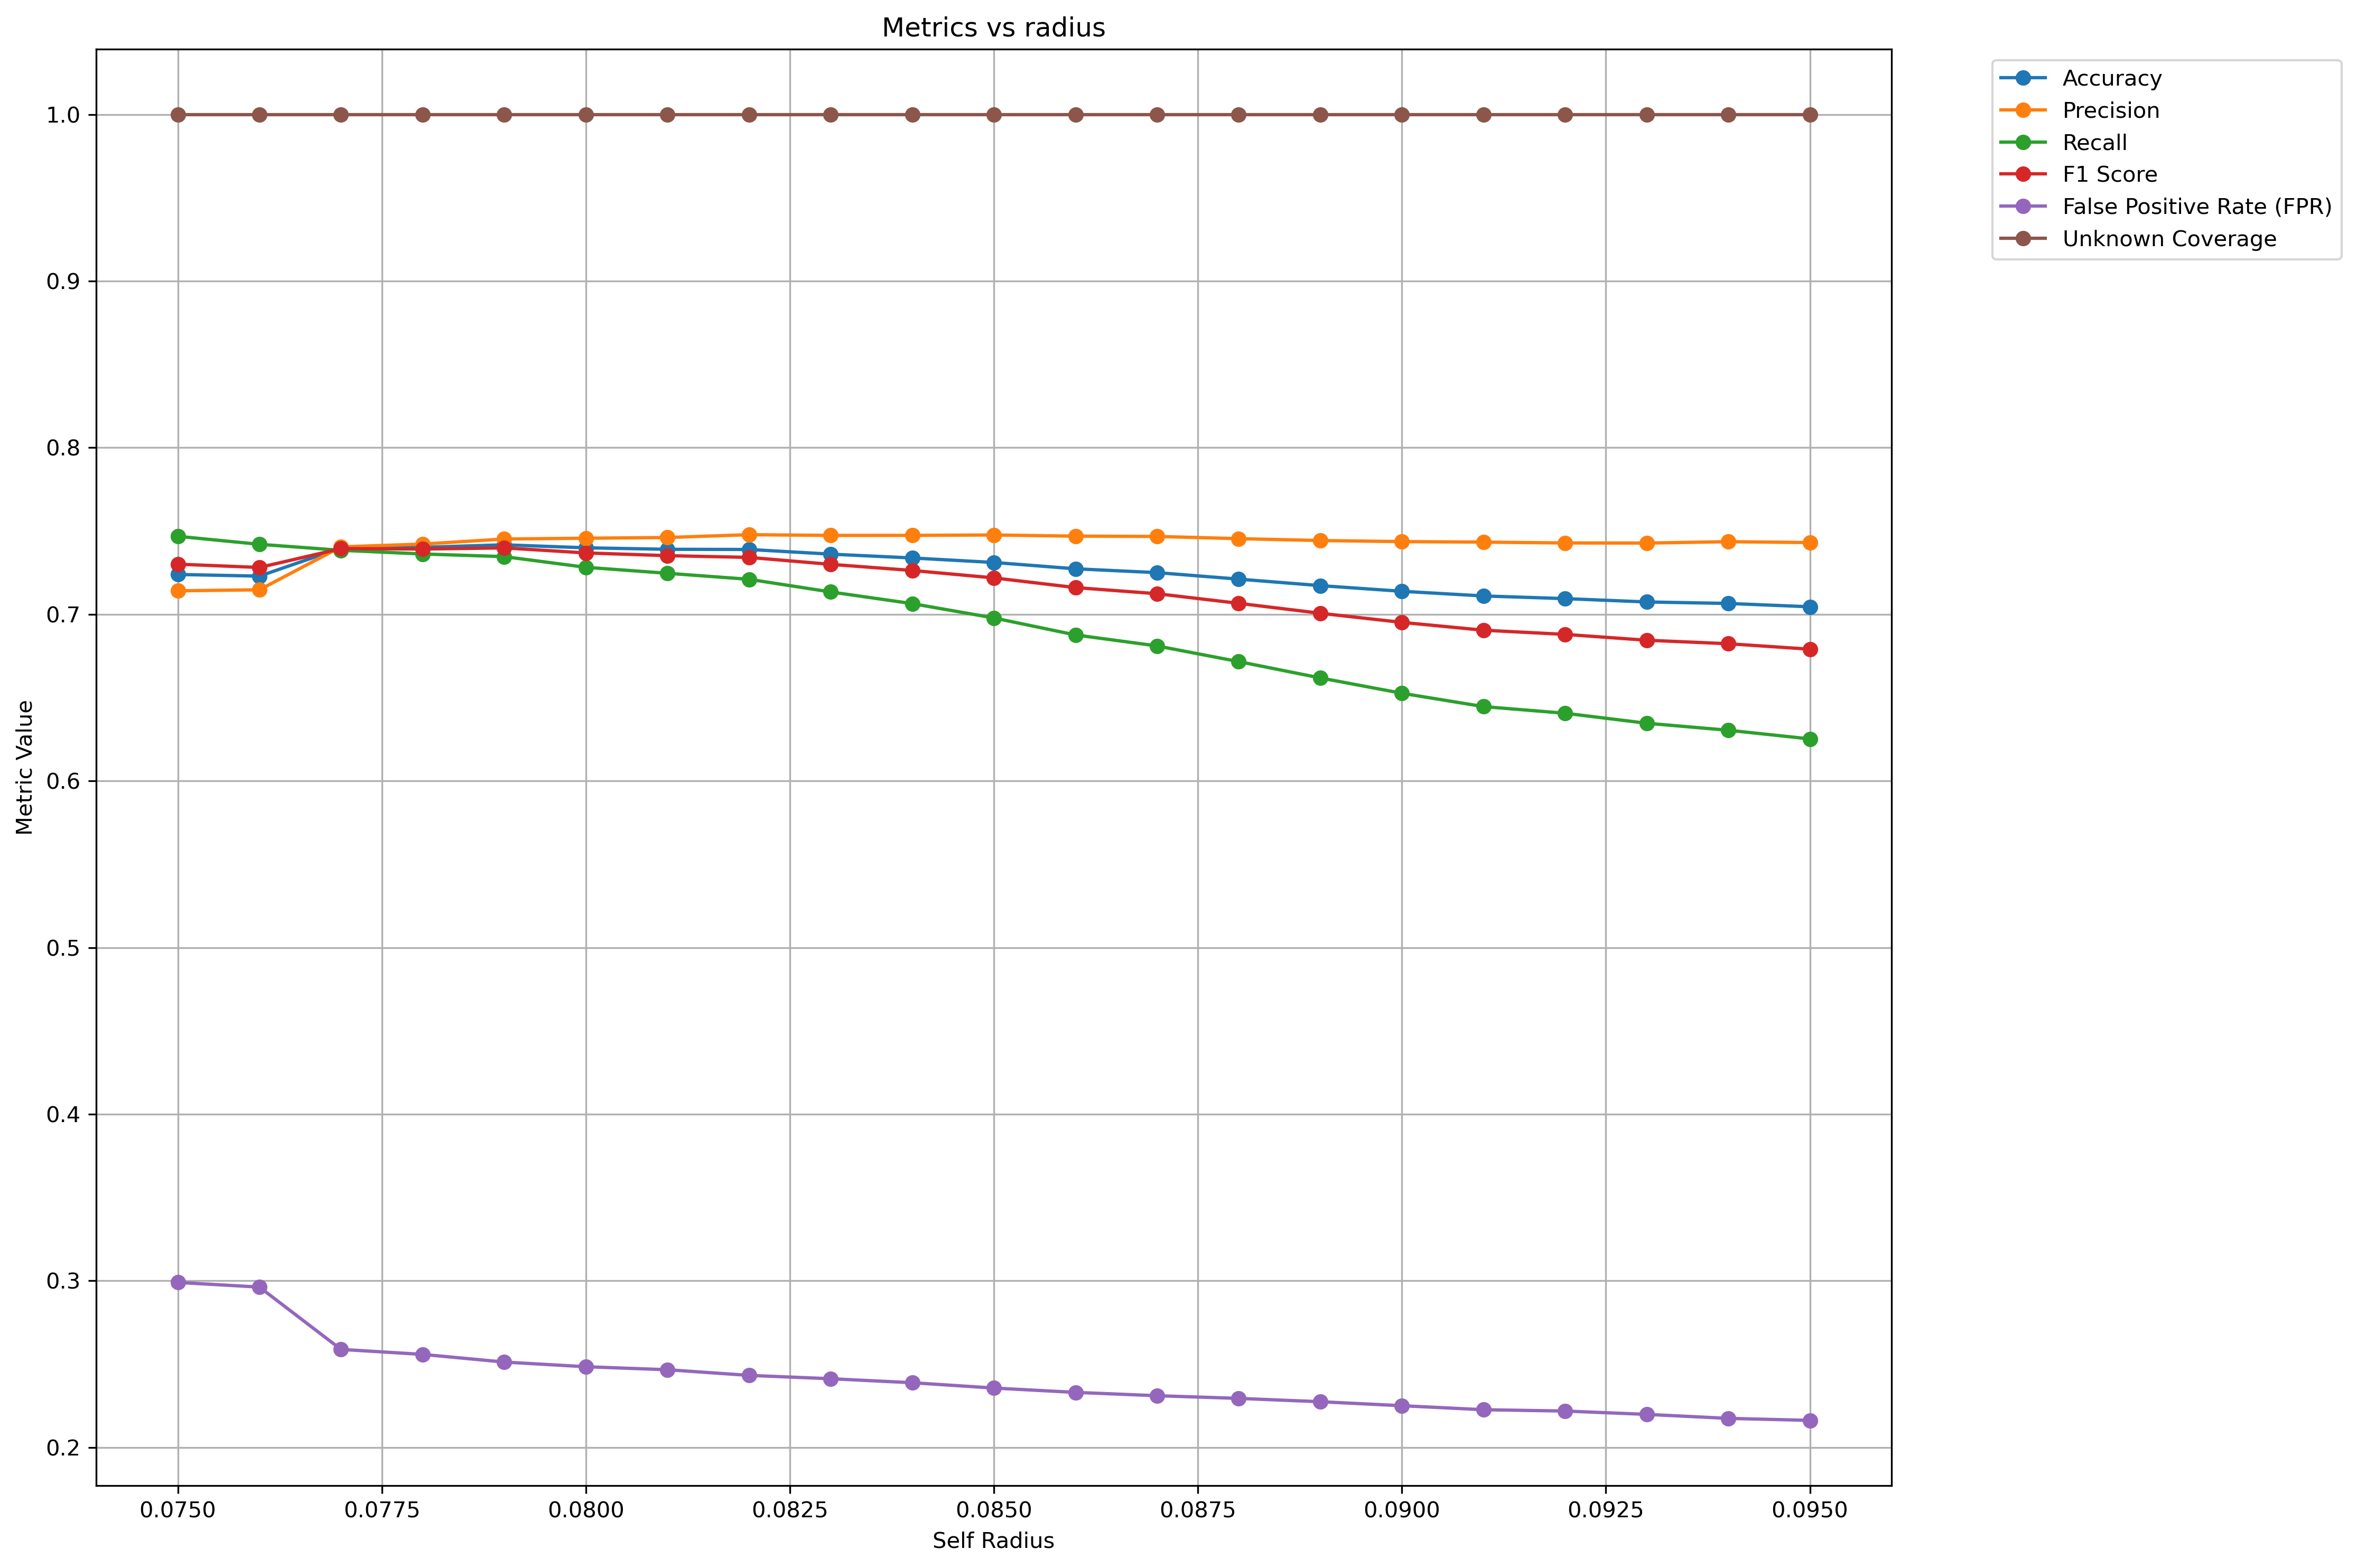 Metrics vs radius
Accuracy
Precision
Recall
F1 Score
False Positive Rate (FPR)
Unknown Coverage
1.0
0.9
0.8
0.7
0.6
0.5
0.4
0.3
0.2
Metric Value
0.0750 0.0775 0.0800 0.0825 0.0850 0.0875 0.0900 0.0925 0.0950
Self Radius